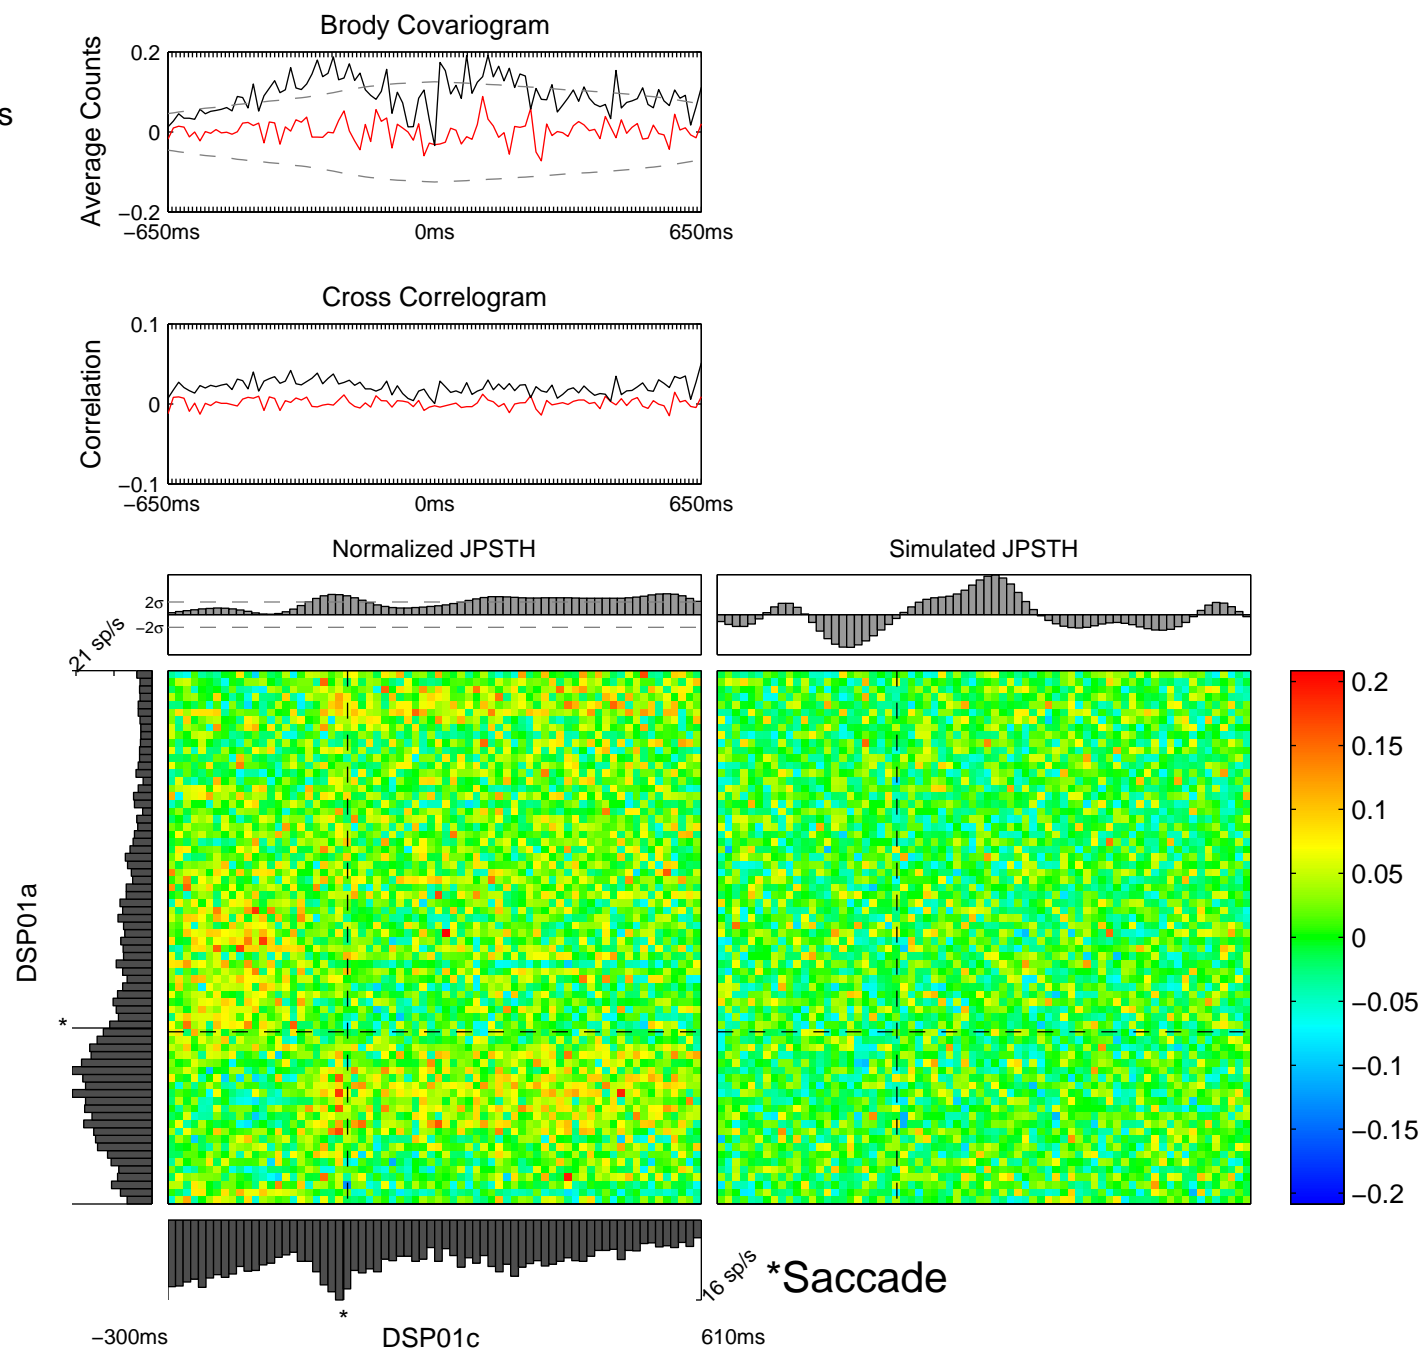 Brody Covariogram
s
Average Counts
0.2
0
−0.2
−650ms 0ms 650ms
Cross Correlogram
Correlation
0.1
0
−0.1
−650ms 0ms 650ms
Normalized JPSTH Simulated JPSTH
2σ
−2σ
21 sp/s
DSP01a
*
0.2
0.15
0.1
0.05
0
−0.05
−0.1
−0.15
−0.2
16 sp/s
*Saccade
*
−300ms DSP01c 610ms